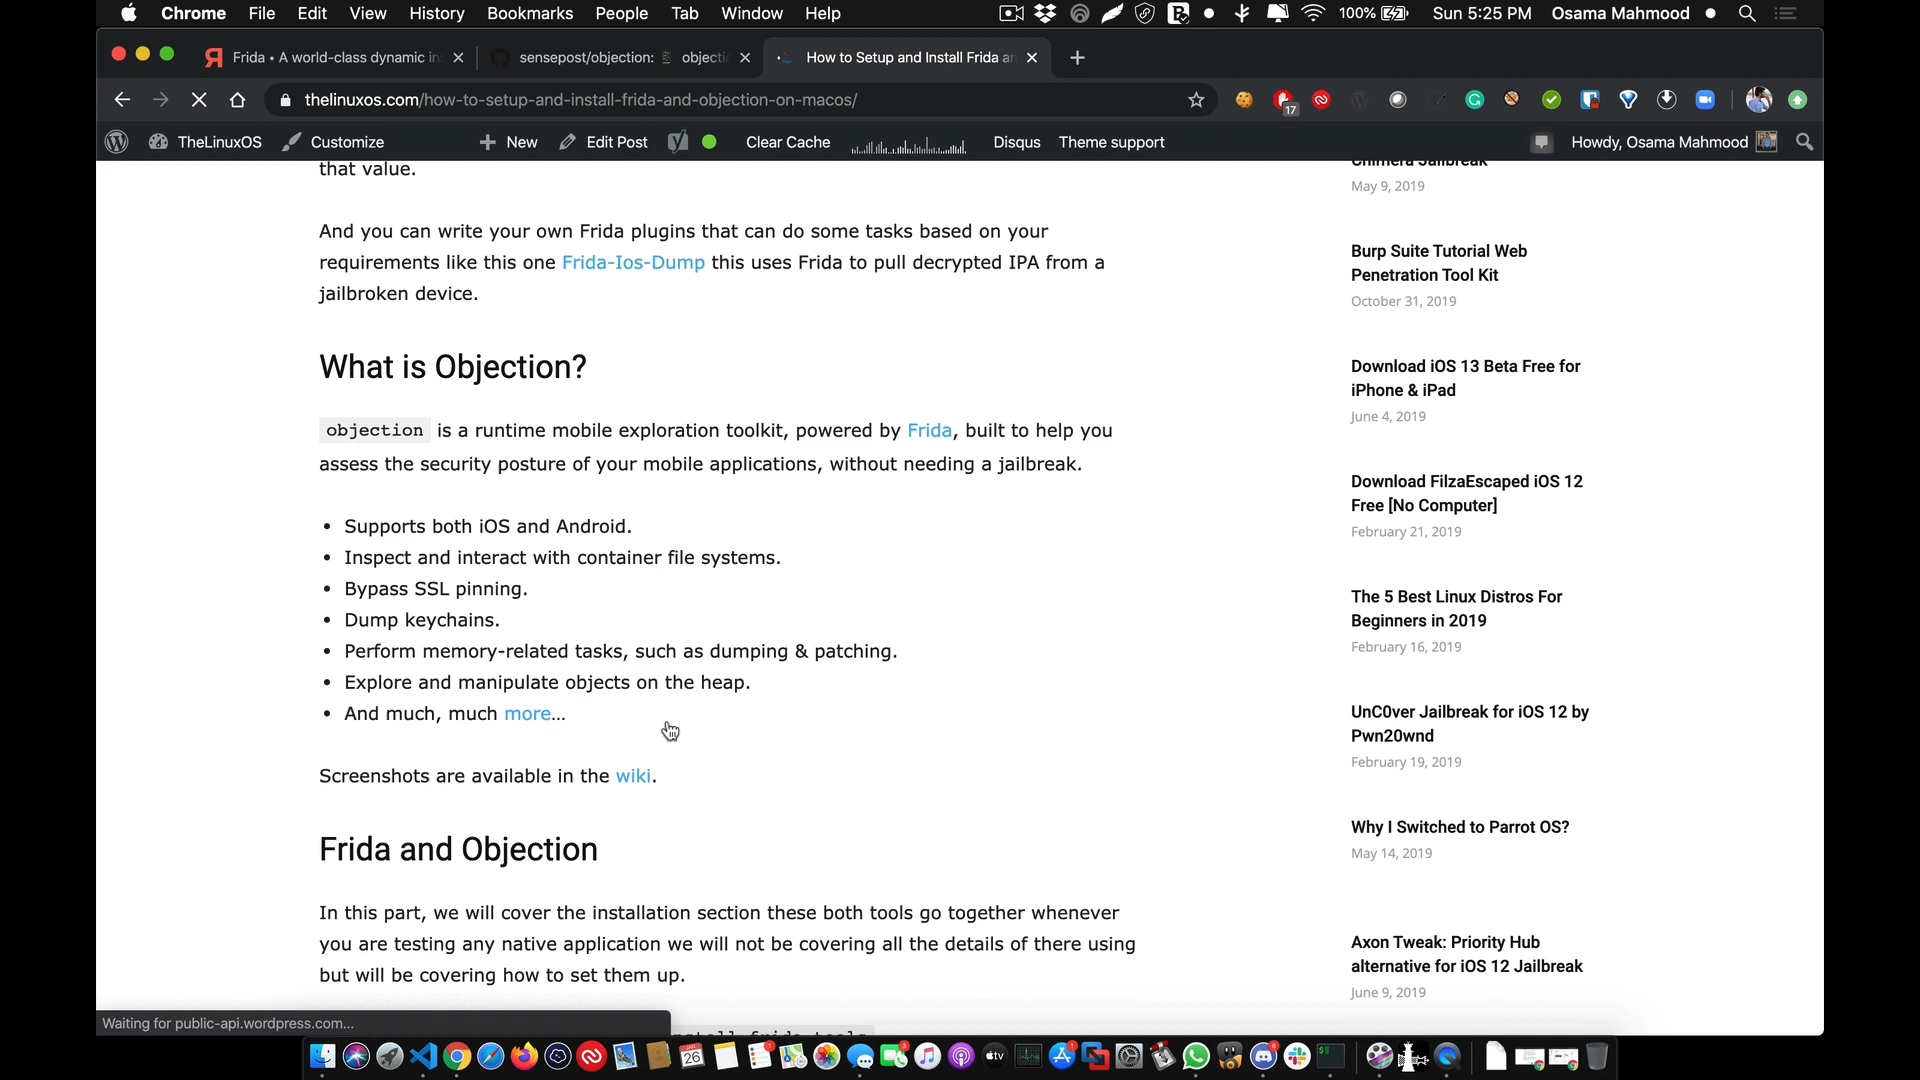 Chrome File Edit View History Bookmarks People Tab Window Help 100% Sun 5:25 PM Osama Mahmood
Frida • A world-class dynamic in
sensepost/objection: objecti
How to Setup and Install Frida an
thelinuxos.com/how-to-setup-and-install-frida-and-objection-on-macos/
17
TheLinuxOS Customize New Edit Post Clear Cache Disqus Theme support Howdy, Osama Mahmood
that value.
And you can write your own Frida plugins that can do some tasks based on your
requirements like this one Frida-Ios-Dump this uses Frida to pull decrypted IPA from a
jailbroken device.
What is Objection?
objection is a runtime mobile exploration toolkit, powered by Frida, built to help you
assess the security posture of your mobile applications, without needing a jailbreak.
• Supports both iOS and Android.
• Inspect and interact with container file systems.
• Bypass SSL pinning.
• Dump keychains.
• Perform memory-related tasks, such as dumping & patching.
• Explore and manipulate objects on the heap.
• And much, much more...
Screenshots are available in the wiki.
Frida and Objection
In this part, we will cover the installation section these both tools go together whenever
you are testing any native application we will not be covering all the details of there using
but will be covering how to set them up.
Chimera Jailbreak
May 9, 2019
Burp Suite Tutorial Web
Penetration Tool Kit
October 31, 2019
Download iOS 13 Beta Free for
iPhone & iPad
June 4, 2019
Download FilzaEscaped iOS 12
Free [No Computer]
February 21, 2019
The 5 Best Linux Distros For
Beginners in 2019
February 16, 2019
UnC0ver Jailbreak for iOS 12 by
Pwn20wnd
February 19, 2019
Why I Switched to Parrot OS?
May 14, 2019
Axon Tweak: Priority Hub
alternative for iOS 12 Jailbreak
June 9, 2019
Waiting for public-api.wordpress.com...